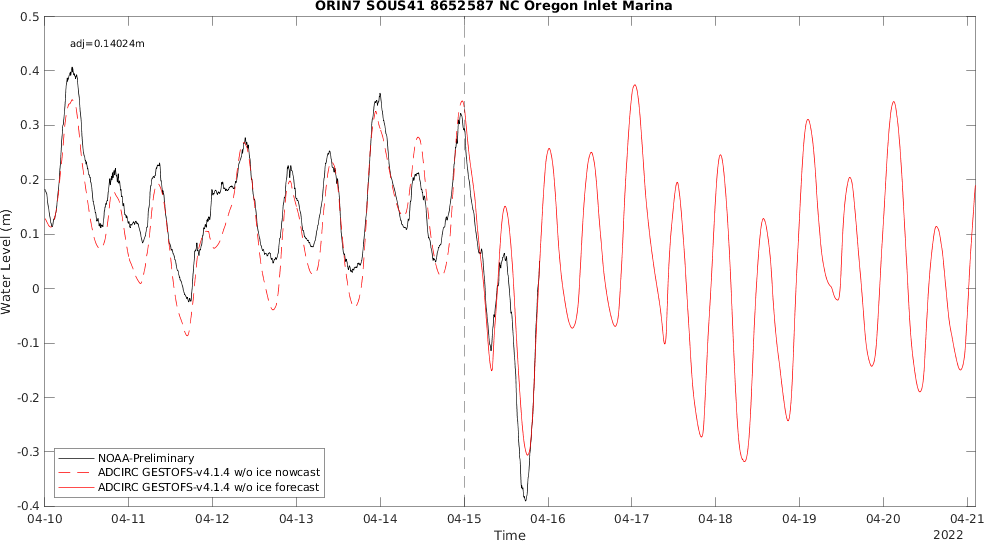 ORIN7 SOUS41 8652587 NC Oregon Inlet Marina
adj=0.14024m
0.5
0.4
0.3
0.2
0.1
0
-0.1
-0.2
-0.3
-0.4
Water Level (m)
NOAA-Preliminary
ADCIRC GESTOFS-v4.1.4 w/o ice nowcast
ADCIRC GESTOFS-v4.1.4 w/o ice forecast
04-10 04-11 04-12 04-13 04-14 04-15 04-16 04-17 04-18 04-19 04-20 04-21
Time
2022